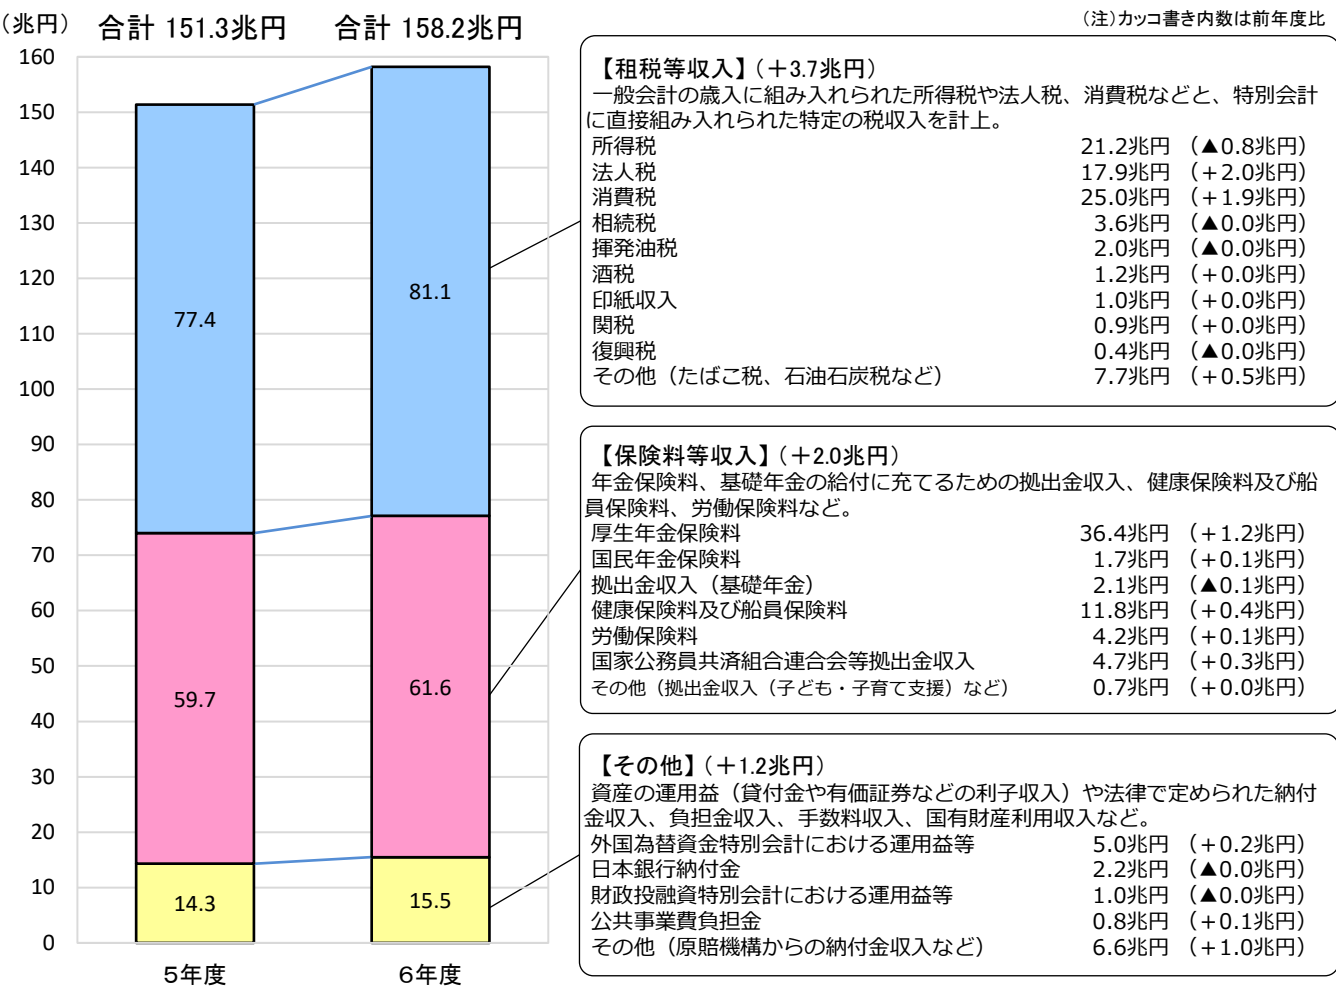 （兆円）
合計 151.3兆円
合計 158.2兆円
（注）カッコ書き内数は前年度比
160
150
140
130
120
110
100
90
80
70
60
50
40
30
20
10
0
77.4
59.7
14.3
81.1
61.6
15.5
５年度
６年度
【租税等収入】（＋3.7兆円）
一般会計の歳入に組み入れられた所得税や法人税、消費税などと、特別会計
に直接組み入れられた特定の税収入を計上。
所得税 21.2兆円 （▲0.8兆円）
法人税 17.9兆円 （＋2.0兆円）
消費税 25.0兆円 （＋1.9兆円）
相続税 3.6兆円 （▲0.0兆円）
揮発油税 2.0兆円 （▲0.0兆円）
酒税 1.2兆円 （＋0.0兆円）
印紙収入 1.0兆円 （＋0.0兆円）
関税 0.9兆円 （＋0.0兆円）
復興税 0.4兆円 （▲0.0兆円）
その他（たばこ税、石油石炭税など） 7.7兆円 （＋0.5兆円）
【保険料等収入】（＋2.0兆円）
年金保険料、基礎年金の給付に充てるための拠出金収入、健康保険料及び船
員保険料、労働保険料など。
厚生年金保険料 36.4兆円 （＋1.2兆円）
国民年金保険料 1.7兆円 （＋0.1兆円）
拠出金収入（基礎年金） 2.1兆円 （▲0.1兆円）
健康保険料及び船員保険料 11.8兆円 （＋0.4兆円）
労働保険料 4.2兆円 （＋0.1兆円）
国家公務員共済組合連合会等拠出金収入 4.7兆円 （＋0.3兆円）
その他（拠出金収入（子ども・子育て支援）など） 0.7兆円 （＋0.0兆円）
【その他】（＋1.2兆円）
資産の運用益（貸付金や有価証券などの利子収入）や法律で定められた納付
金収入、負担金収入、手数料収入、国有財産利用収入など。
外国為替資金特別会計における運用益等 5.0兆円 （＋0.2兆円）
日本銀行納付金 2.2兆円 （▲0.0兆円）
財政投融資特別会計における運用益等 1.0兆円 （▲0.0兆円）
公共事業費負担金 0.8兆円 （＋0.1兆円）
その他（原賠機構からの納付金収入など） 6.6兆円 （＋1.0兆円）